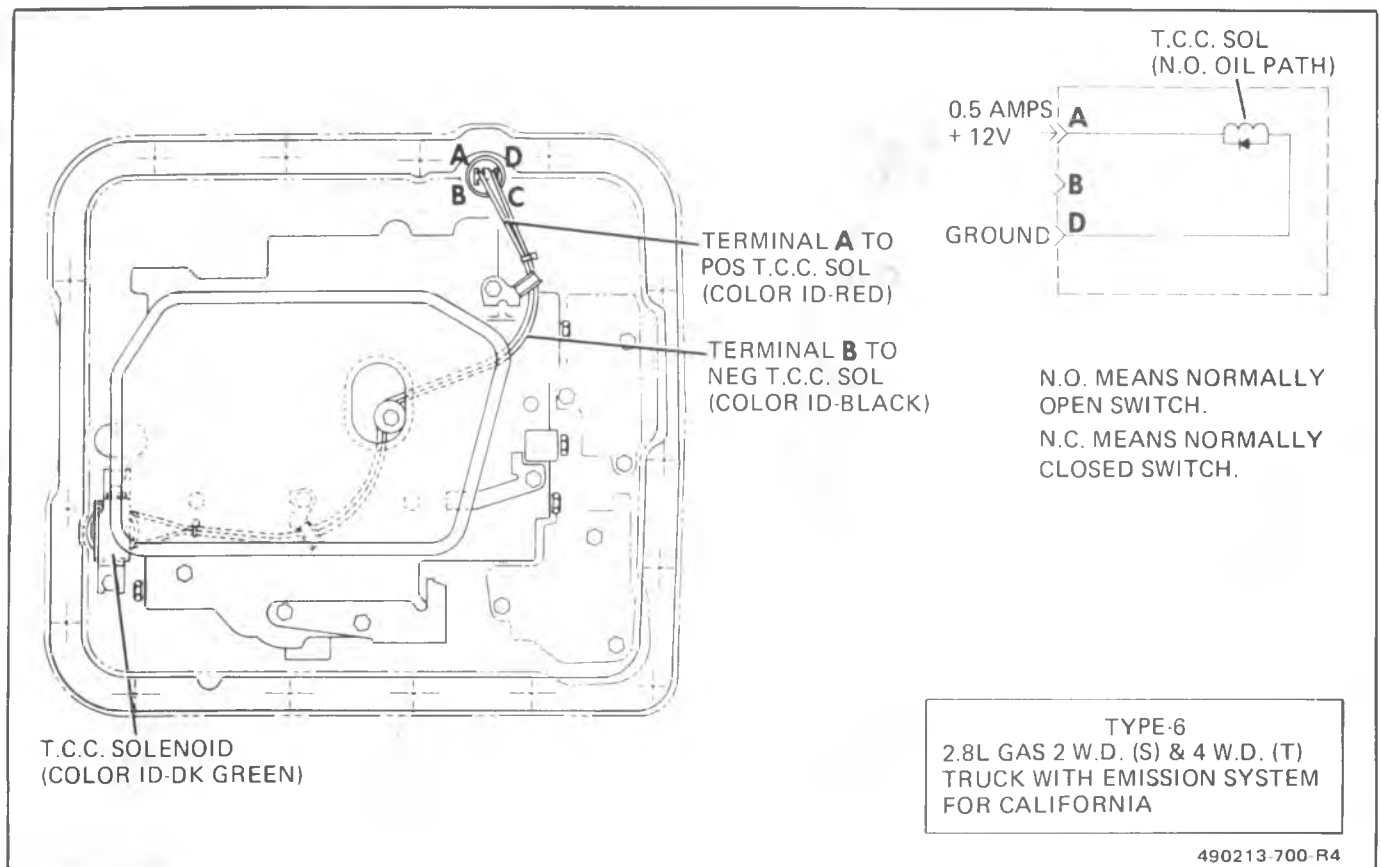 T.C.C. SOL
(N.O. OIL PATH)
0.5 AMPS
+ 12V
A
B
D
GROUND
A D
B C
TERMINAL A TO
POS T.C.C. SOL
(COLOR ID-RED)
TERMINAL B TO
NEG T.C.C. SOL
(COLOR ID-BLACK)
N.O. MEANS NORMALLY
OPEN SWITCH.
N.C. MEANS NORMALLY
CLOSED SWITCH.
T.C.C. SOLENOID
(COLOR ID-DK GREEN)
TYPE-6
2.8L GAS 2 W.D. (S) & 4 W.D. (T)
TRUCK WITH EMISSION SYSTEM
FOR CALIFORNIA
490213-700-R4